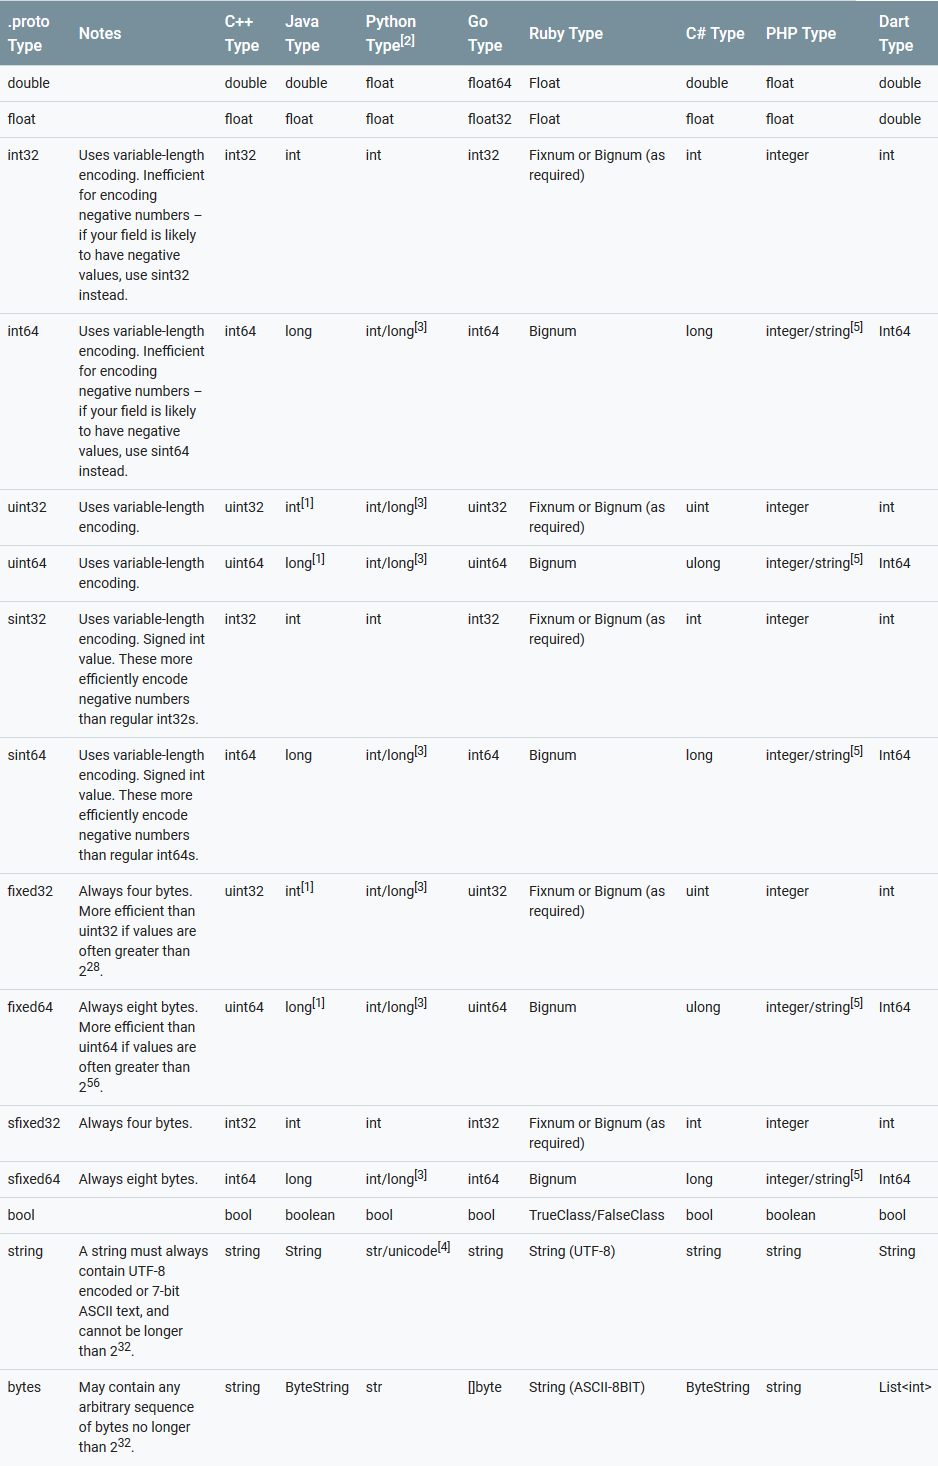 .proto Type | Notes | C++ Type | Java Type | Python Type[2] | Go Type | Ruby Type | C# Type | PHP Type | Dart Type
double | | double | double | float | float64 | Float | double | float | double
float | | float | float | float | float32 | Float | float | float | double
int32 | Uses variable-length encoding. Inefficient for encoding negative numbers – if your field is likely to have negative values, use sint32 instead. | int32 | int | int | int32 | Fixnum or Bignum (as required) | int | integer | int
int64 | Uses variable-length encoding. Inefficient for encoding negative numbers – if your field is likely to have negative values, use sint64 instead. | int64 | long | int/long[3] | int64 | Bignum | long | integer/string[5] | Int64
uint32 | Uses variable-length encoding. | uint32 | int[1] | int/long[3] | uint32 | Fixnum or Bignum (as required) | uint | integer | int
uint64 | Uses variable-length encoding. | uint64 | long[1] | int/long[3] | uint64 | Bignum | ulong | integer/string[5] | Int64
sint32 | Uses variable-length encoding. Signed int value. These more efficiently encode negative numbers than regular int32s. | int32 | int | int | int32 | Fixnum or Bignum (as required) | int | integer | int
sint64 | Uses variable-length encoding. Signed int value. These more efficiently encode negative numbers than regular int64s. | int64 | long | int/long[3] | int64 | Bignum | long | integer/string[5] | Int64
fixed32 | Always four bytes. More efficient than uint32 if values are often greater than 2^28. | uint32 | int[1] | int/long[3] | uint32 | Fixnum or Bignum (as required) | uint | integer | int
fixed64 | Always eight bytes. More efficient than uint64 if values are often greater than 2^56. | uint64 | long[1] | int/long[3] | uint64 | Bignum | ulong | integer/string[5] | Int64
sfixed32 | Always four bytes. | int32 | int | int | int32 | Fixnum or Bignum (as required) | int | integer | int
sfixed64 | Always eight bytes. | int64 | long | int/long[3] | int64 | Bignum | long | integer/string[5] | Int64
bool | | bool | boolean | bool | bool | TrueClass/FalseClass | bool | boolean | bool
string | A string must always contain UTF-8 encoded or 7-bit ASCII text, and cannot be longer than 2^32. | string | String | str/unicode[4] | string | String (UTF-8) | string | string | String
bytes | May contain any arbitrary sequence of bytes no longer than 2^32. | string | ByteString | str | []byte | String (ASCII-8BIT) | ByteString | string | List<int>